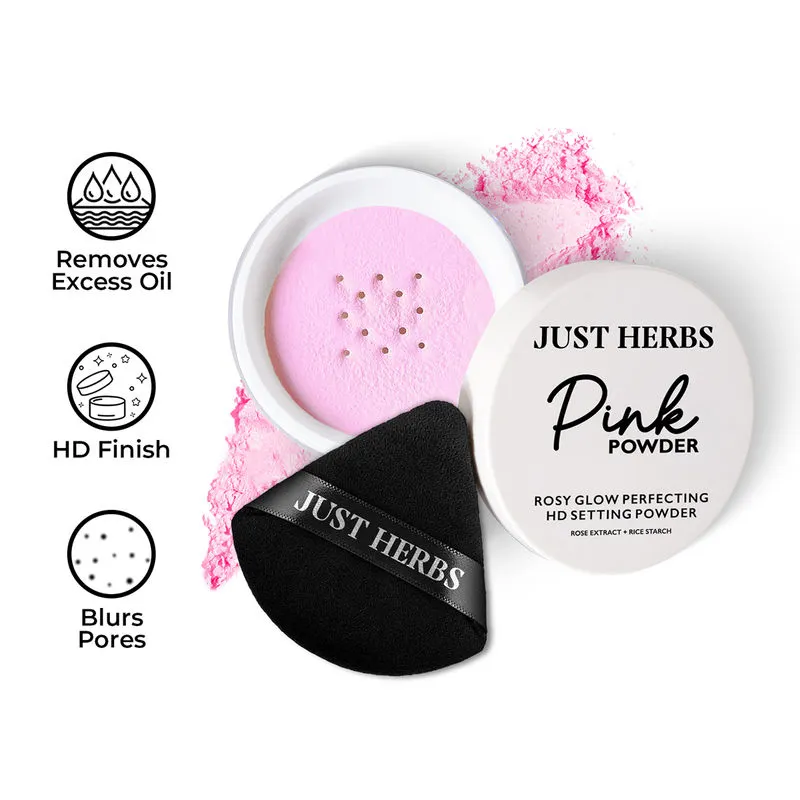 Removes
Excess Oil
HD Finish
Blurs
Pores
JUST HERBS
Pink
POWDER
ROSY GLOW PERFECTING
HD SETTING POWDER
ROSE EXTRACT + RICE STARCH
JUST HERBS